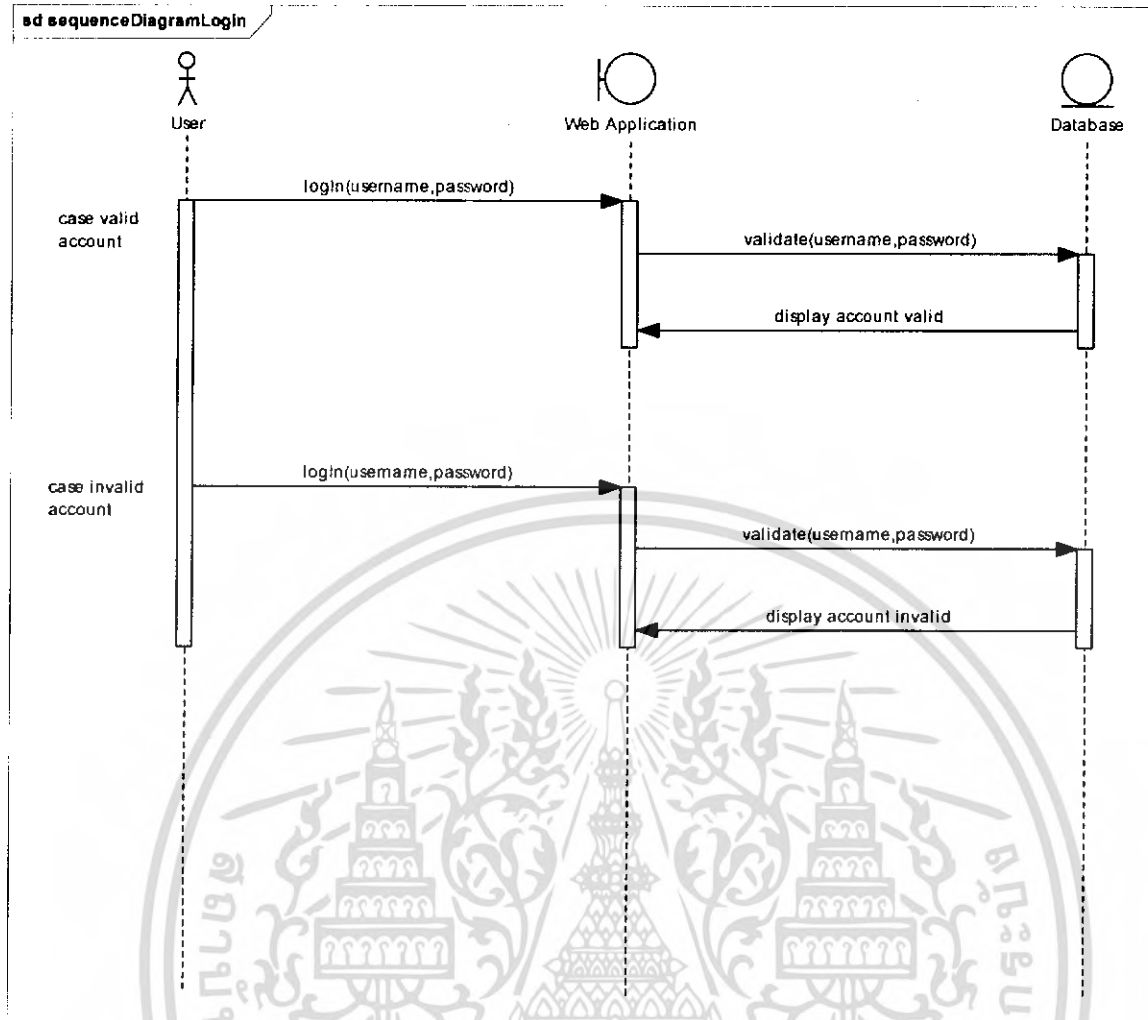 sd sequenceDiagramLogin
User
Web Application
Database
login(username,password)
case valid
account
validate(username,password)
display account valid
login(username,password)
case invalid
account
validate(username,password)
display account invalid